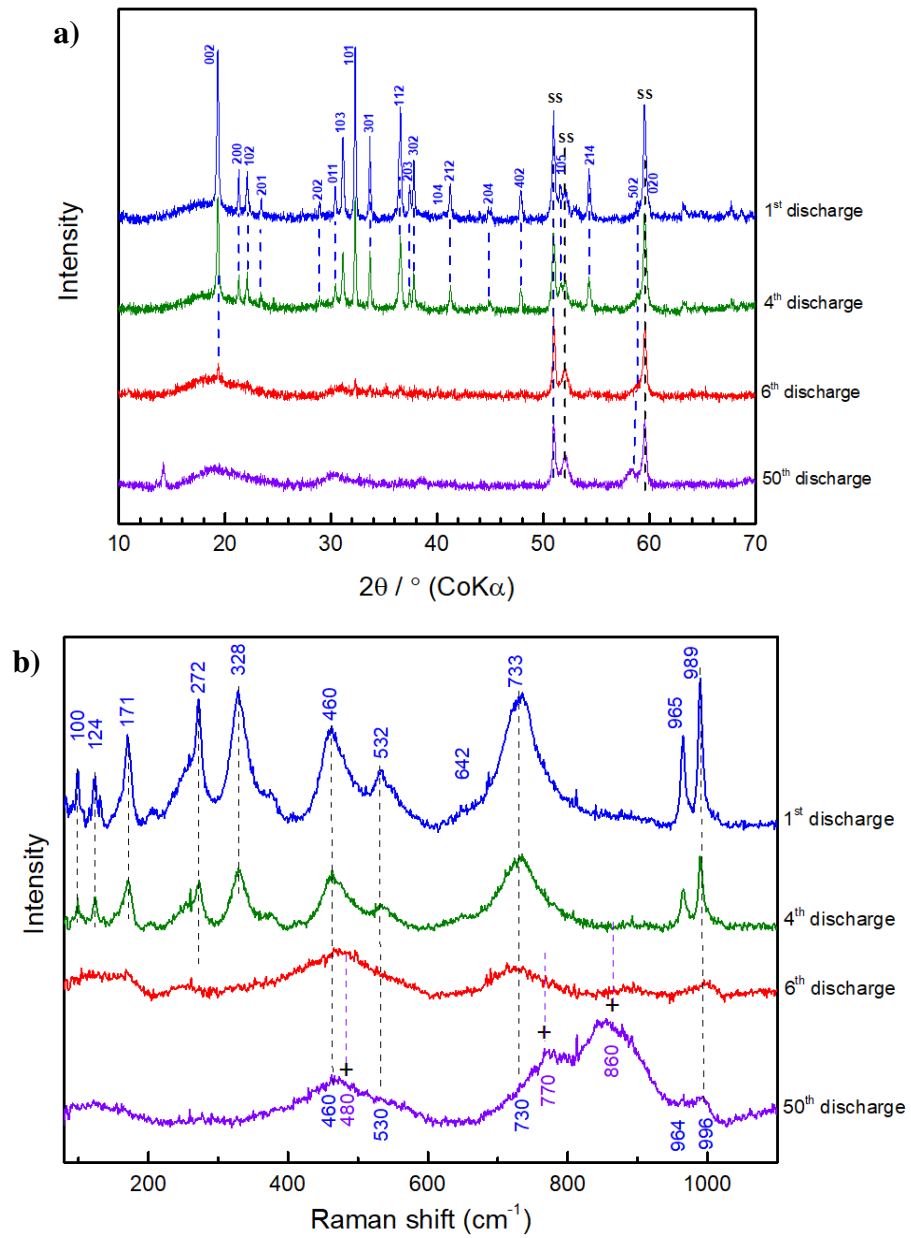 a)
002
200
102
201
202
011
103
101
301
112
203
302
104
212
204
402
ss
105
ss
214
502
ss
020
1st discharge
4th discharge
6th discharge
50th discharge
Intensity
10 20 30 40 50 60 70
2θ / ° (CoKα)
b)
100
124
171
272
328
460
532
642
733
965
989
1st discharge
4th discharge
6th discharge
50th discharge
+
+
+
460
480
530
730
770
860
964
996
Intensity
200 400 600 800 1000
Raman shift (cm-1)